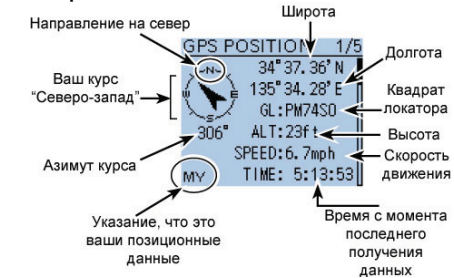 Широта
Направление на север
GPS POSITION 1/5
Долгота
N
34°37.36'N
Ваш курс
"Северо-запад"
W
E
S
135°34.28'E
Квадрат
локатора
GL:PM74SO
306°
ALT:23ft
Высота
Азимут курса
SPEED:6.7mph
Скорость
движения
MY
TIME: 5:13:53
Указание, что это
ваши позиционные
данные
Время с момента
последнего
получения
данных